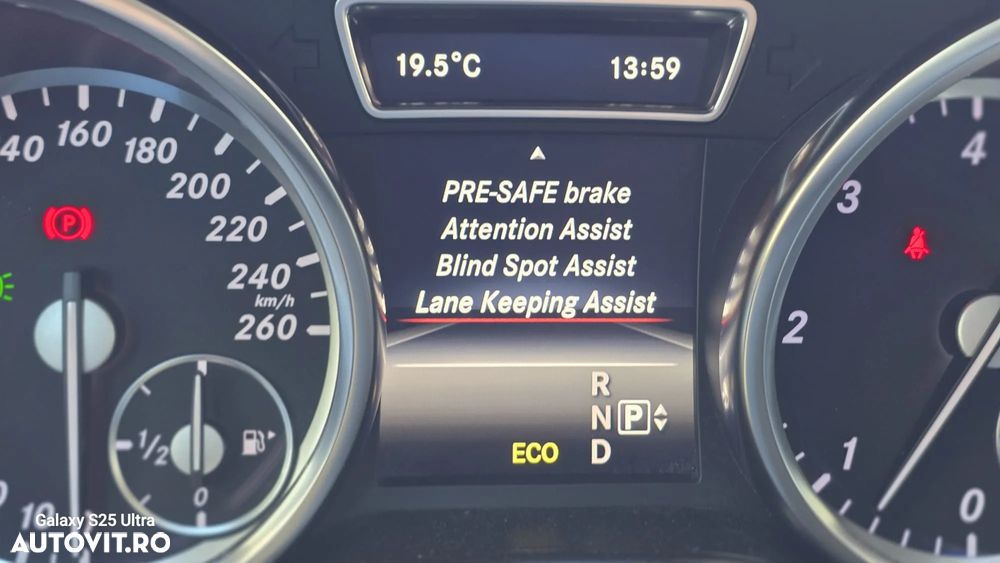 19.5°C 13:59
40 160 180 200 220 240 km/h 260
P
PRE-SAFE brake
Attention Assist
Blind Spot Assist
Lane Keeping Assist
R
N P
D
ECO
1/2
0
4
3
2
1
0
Galaxy S25 Ultra
AUTOVIT.RO